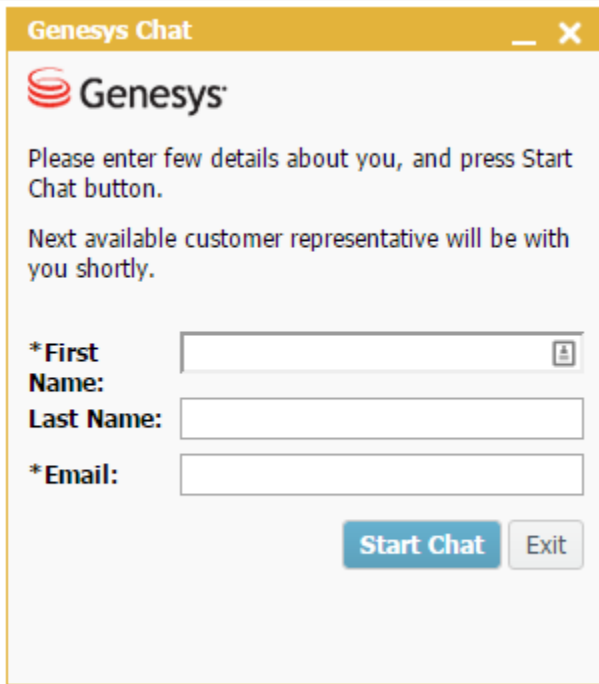 Genesys Chat
Genesys
Please enter few details about you, and press Start
Chat button.
Next available customer representative will be with
you shortly.
*First
Name:
Last Name:
*Email:
Start Chat Exit